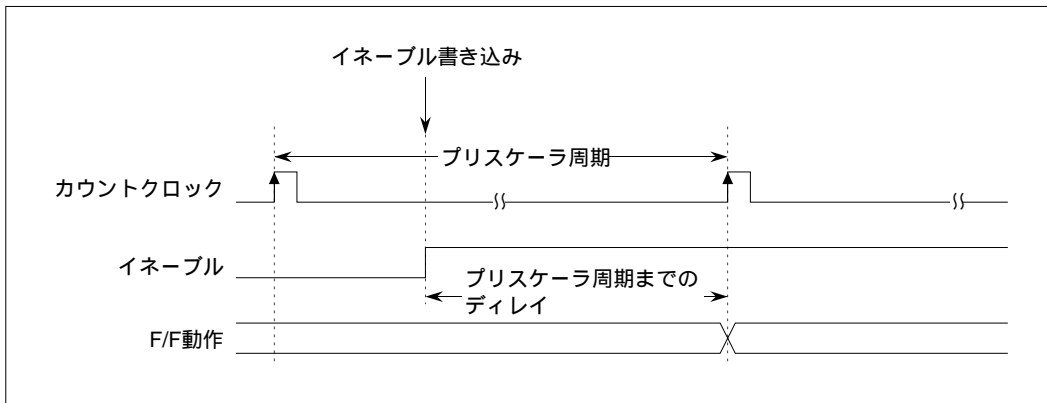 イネーブル書き込み
プリスケーラ周期
カウントクロック
イネーブル
プリスケーラ周期までの
ディレイ
F/F動作